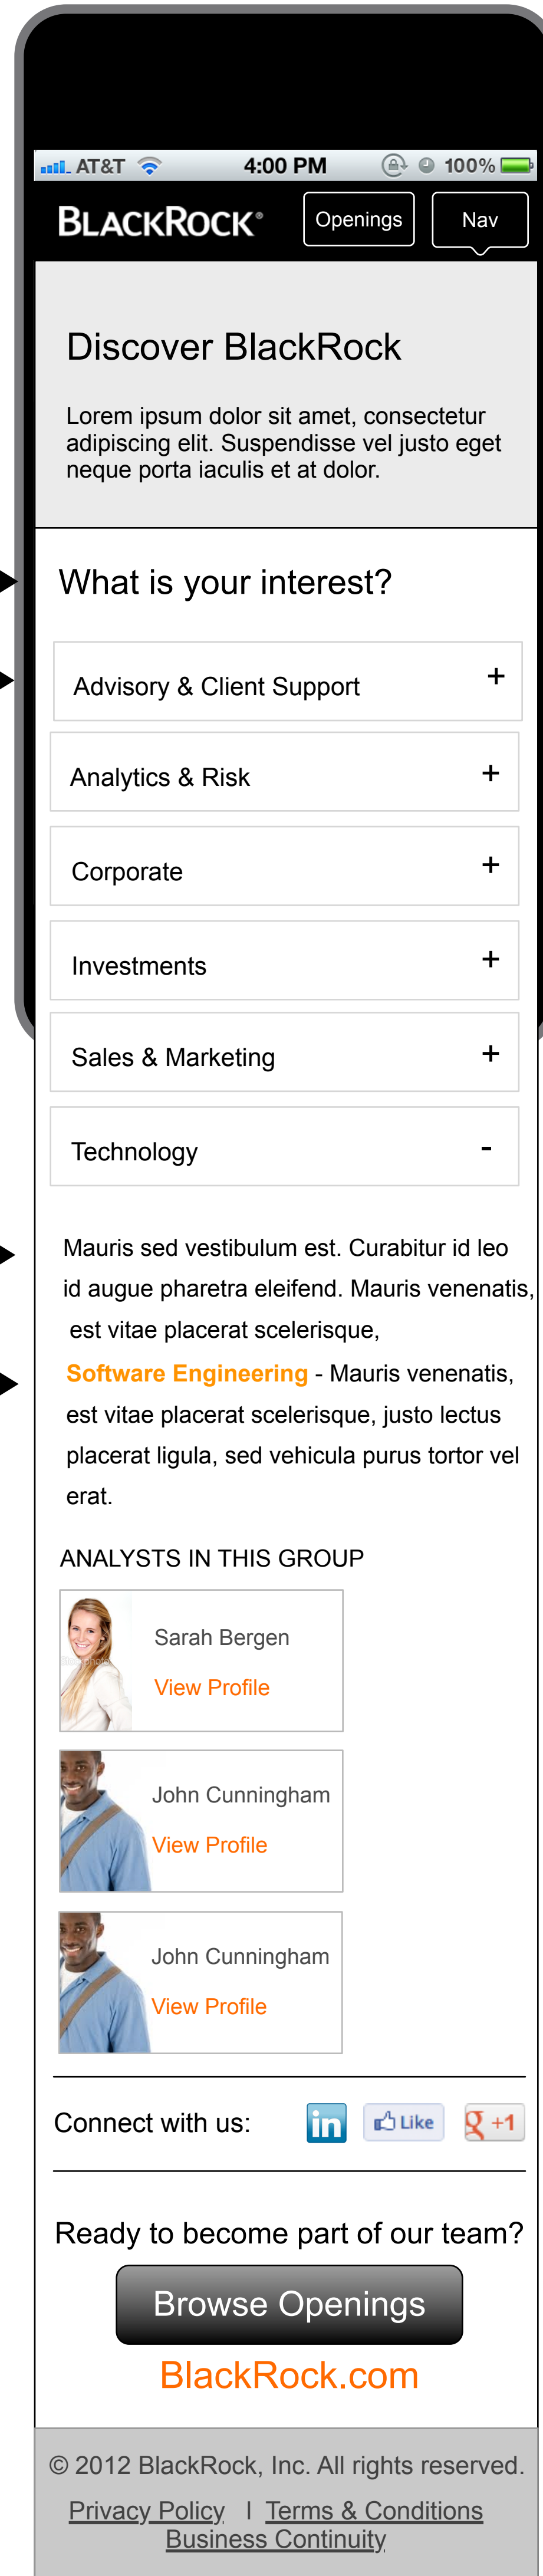 AT&T 4:00 PM 100%
BLACKROCK®
Openings
Nav
Discover BlackRock
Lorem ipsum dolor sit amet, consectetur
adipiscing elit. Suspendisse vel justo eget
neque porta iaculis et at dolor.
What is your interest?
Advisory & Client Support +
Analytics & Risk +
Corporate +
Investments +
Sales & Marketing +
Technology -
Mauris sed vestibulum est. Curabitur id leo
id augue pharetra eleifend. Mauris venenatis,
est vitae placerat scelerisque,
Software Engineering - Mauris venenatis,
est vitae placerat scelerisque, justo lectus
placerat ligula, sed vehicula purus tortor vel
erat.
ANALYSTS IN THIS GROUP
Sarah Bergen
View Profile
John Cunningham
View Profile
John Cunningham
View Profile
Connect with us: in Like g +1
Ready to become part of our team?
Browse Openings
BlackRock.com
© 2012 BlackRock, Inc. All rights reserved.
Privacy Policy | Terms & Conditions
Business Continuity